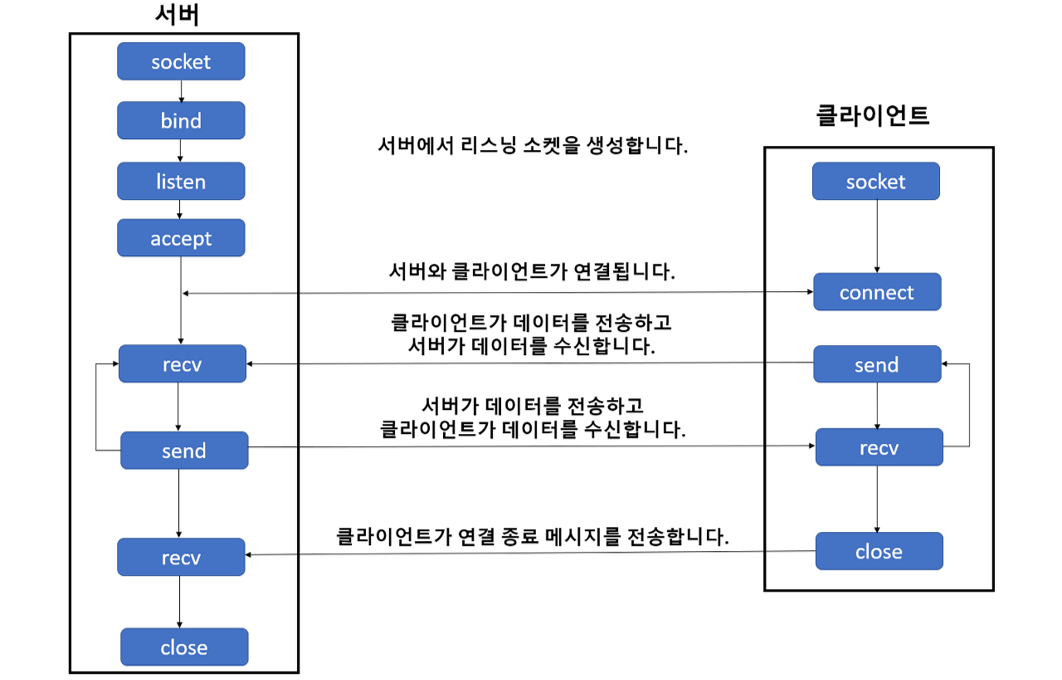 서버
socket
bind
listen
accept
recv
send
recv
close
서버에서 리스닝 소켓을 생성합니다.
서버와 클라이언트가 연결됩니다.
클라이언트가 데이터를 전송하고
서버가 데이터를 수신합니다.
서버가 데이터를 전송하고
클라이언트가 데이터를 수신합니다.
클라이언트가 연결 종료 메시지를 전송합니다.
클라이언트
socket
connect
send
recv
close